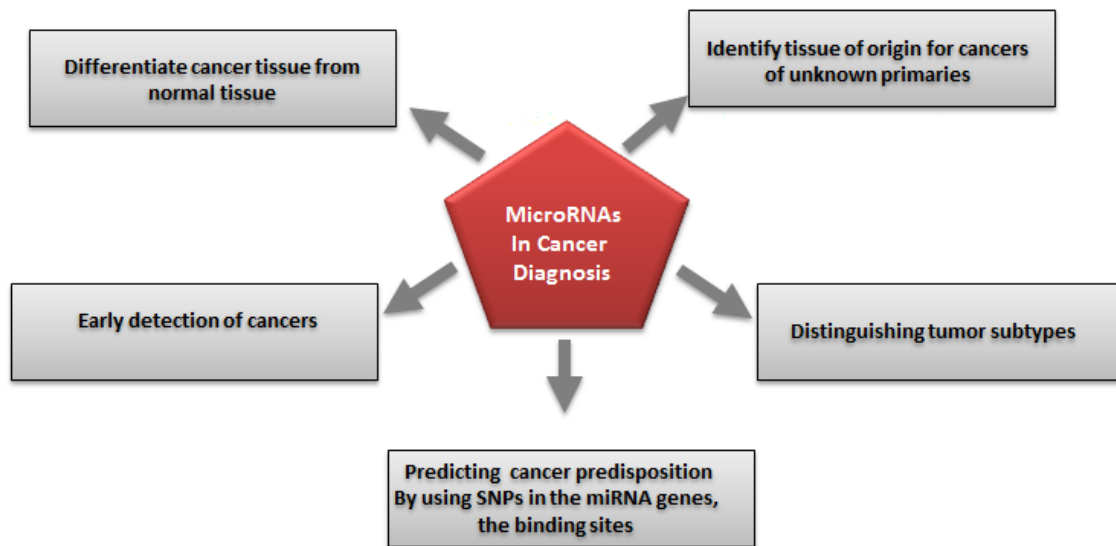 Differentiate cancer tissue from
normal tissue
Identify tissue of origin for cancers
of unknown primaries
MicroRNAs
In Cancer
Diagnosis
Early detection of cancers
Distinguishing tumor subtypes
Predicting cancer predisposition
By using SNPs in the miRNA genes,
the binding sites